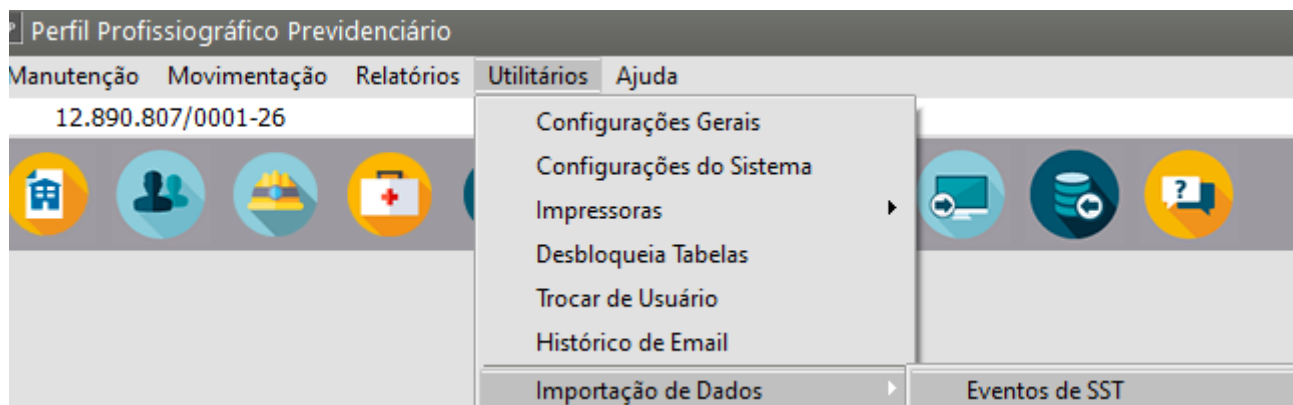 Perfil Profissiográfico Previdenciário
Manutenção Movimentação Relatórios Utilitários Ajuda
12.890.807/0001-26
Configurações Gerais
Configurações do Sistema
Impressoras
Desbloqueia Tabelas
Trocar de Usuário
Histórico de Email
Importação de Dados Eventos de SST
?